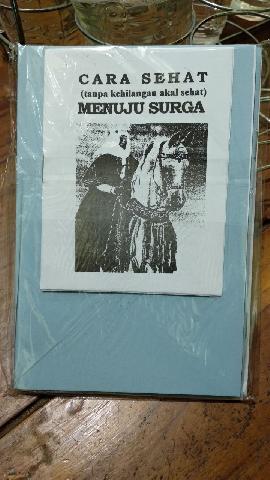 CARA SEHAT
(tanpa kehilangan akal sehat)
MENUJU SURGA